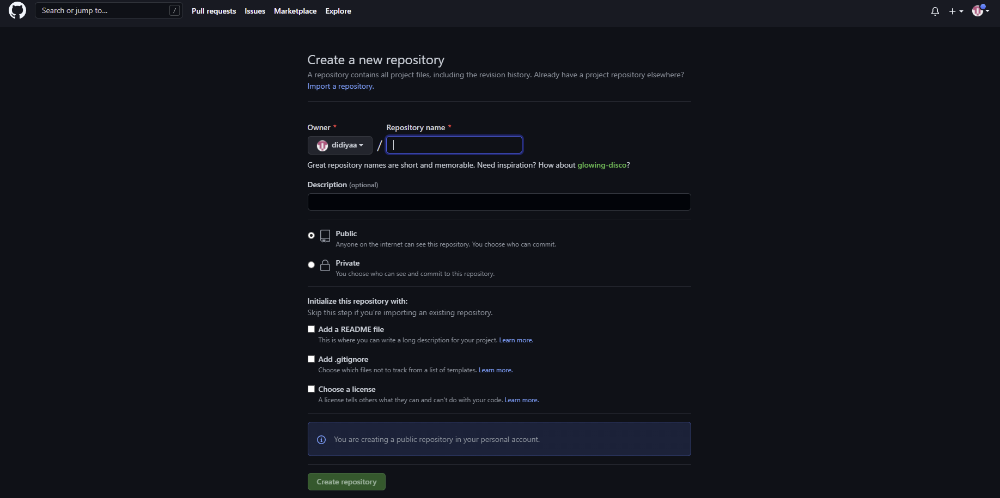 Search or jump to... / Pull requests Issues Marketplace Explore
Create a new repository
A repository contains all project files, including the revision history. Already have a project repository elsewhere?
Import a repository.
Owner * Repository name *
didiyaa /
Great repository names are short and memorable. Need inspiration? How about glowing-disco?
Description (optional)
Public
Anyone on the internet can see this repository. You choose who can commit.
Private
You choose who can see and commit to this repository.
Initialize this repository with:
Skip this step if you're importing an existing repository.
Add a README file
This is where you can write a long description for your project. Learn more.
Add .gitignore
Choose which files not to track from a list of templates. Learn more.
Choose a license
A license tells others what they can and can't do with your code. Learn more.
You are creating a public repository in your personal account.
Create repository